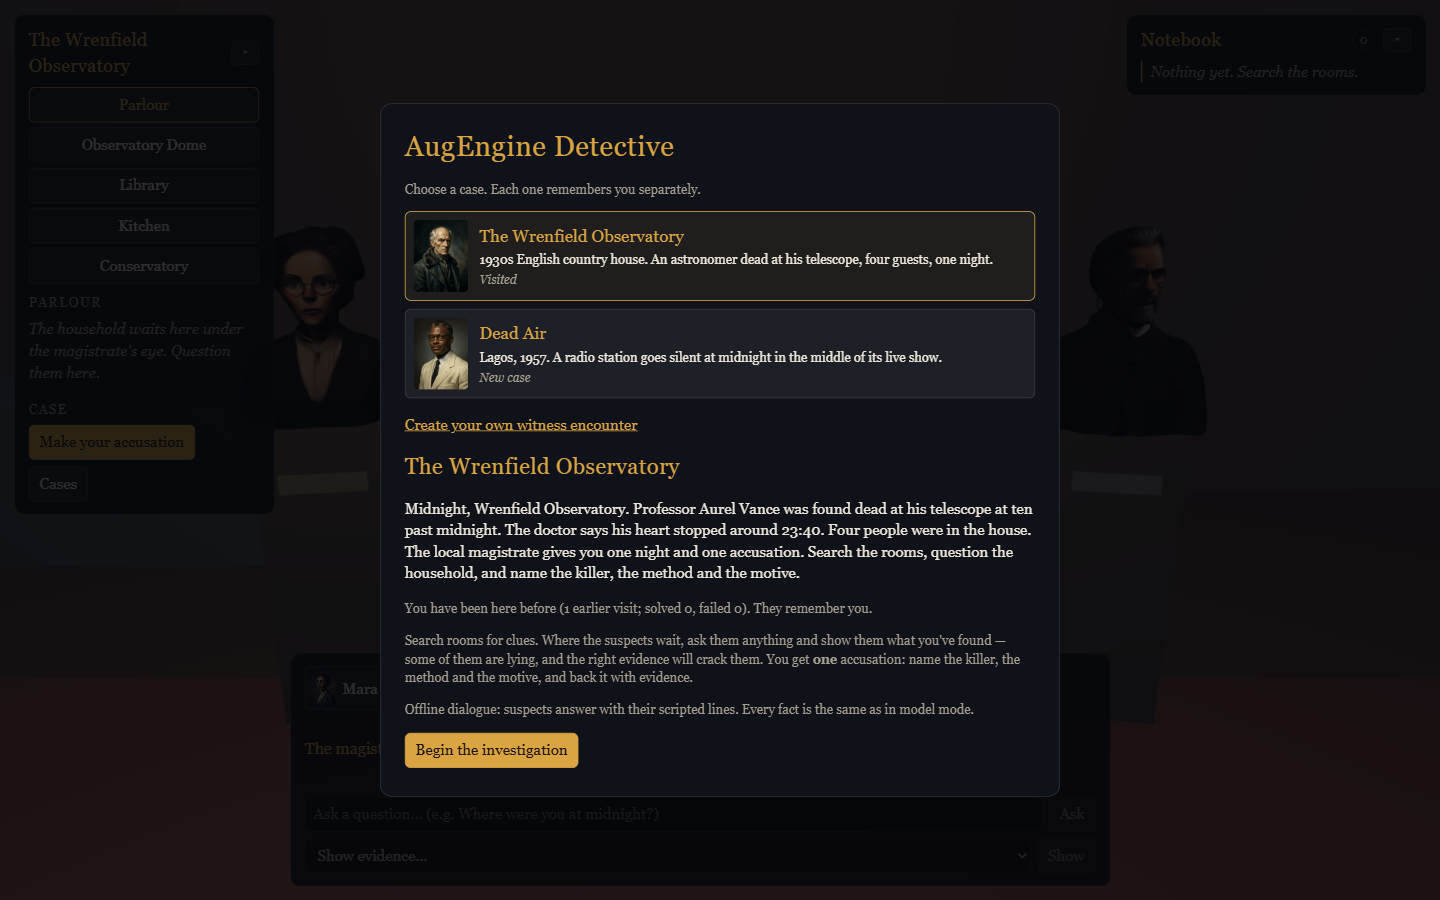 The Wrenfield
Observatory
Parlour
Observatory Dome
Library
Kitchen
Conservatory
PARLOUR
The household waits here under
the magistrate's eye. Question
them here.
CASE
Make your accusation
Cases
Notebook
0
Nothing yet. Search the rooms.
AugEngine Detective
Choose a case. Each one remembers you separately.
The Wrenfield Observatory
1930s English country house. An astronomer dead at his telescope, four guests, one night.
Visited
Dead Air
Lagos, 1957. A radio station goes silent at midnight in the middle of its live show.
New case
Create your own witness encounter
The Wrenfield Observatory
Midnight, Wrenfield Observatory. Professor Aurel Vance was found dead at his telescope at ten
past midnight. The doctor says his heart stopped around 23:40. Four people were in the house.
The local magistrate gives you one night and one accusation. Search the rooms, question the
household, and name the killer, the method and the motive.
You have been here before (1 earlier visit; solved 0, failed 0). They remember you.
Search rooms for clues. Where the suspects wait, ask them anything and show them what you've found —
some of them are lying, and the right evidence will crack them. You get one accusation: name the killer, the
method and the motive, and back it with evidence.
Offline dialogue: suspects answer with their scripted lines. Every fact is the same as in model mode.
Begin the investigation
Mara
The magist
Ask a question... (e.g. Where were you at midnight?)
Ask
Show evidence...
Show